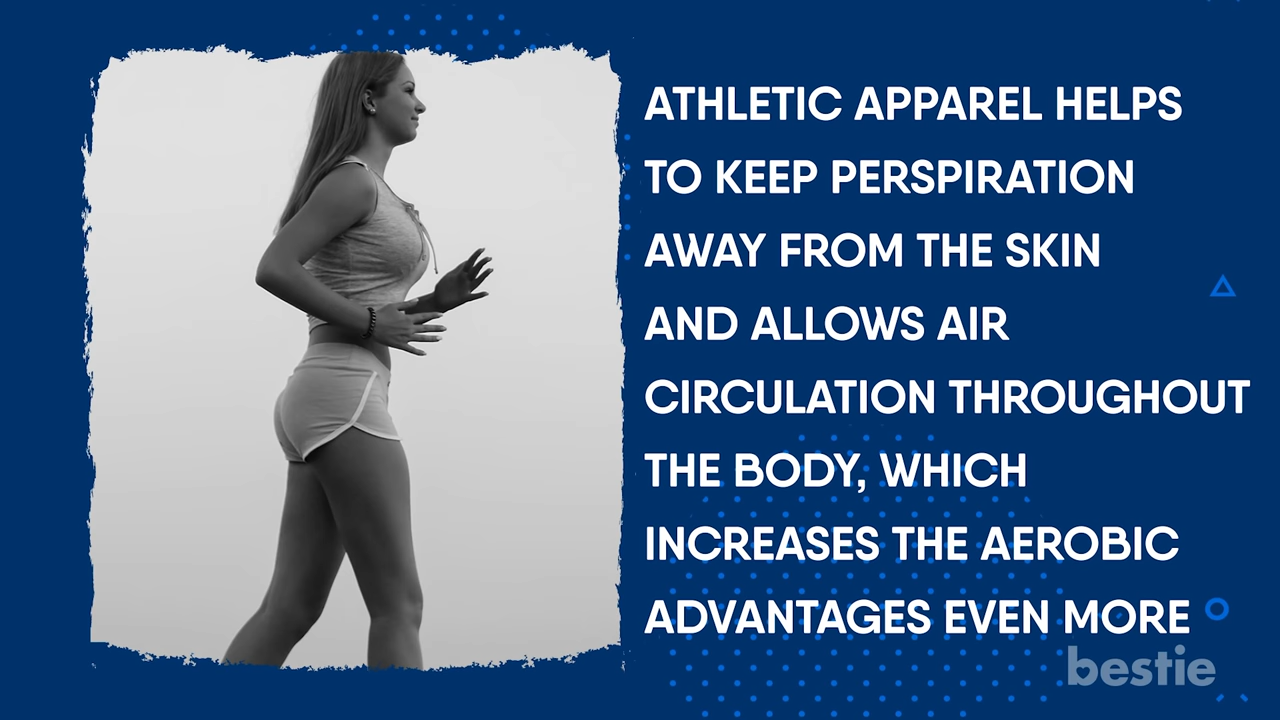 ATHLETIC APPAREL HELPS
TO KEEP PERSPIRATION
AWAY FROM THE SKIN
AND ALLOWS AIR
CIRCULATION THROUGHOUT
THE BODY, WHICH
INCREASES THE AEROBIC
ADVANTAGES EVEN MORE
bestie